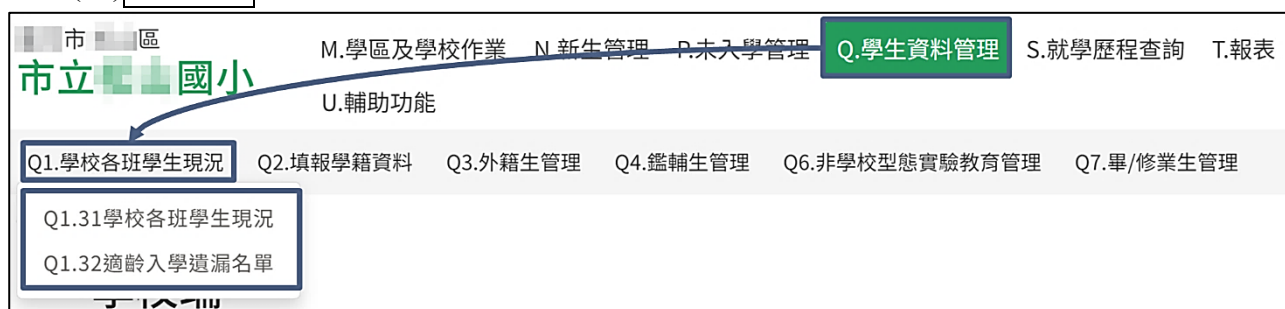 市 區
市立 國小
M.學區及學校作業 N.新生管理 P.未入學管理 Q.學生資料管理 S.就學歷程查詢 T.報表
U.輔助功能
Q1.學校各班學生現況 Q2.填報學籍資料 Q3.外籍生管理 Q4.鑑輔生管理 Q6.非學校型態實驗教育管理 Q7.畢/修業生管理
Q1.31學校各班學生現況
Q1.32適齡入學遺漏名單